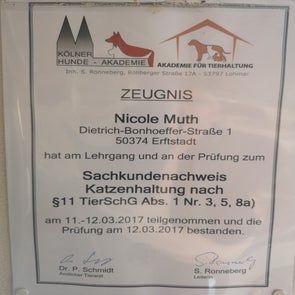 KÖLNER
HUNDE - AKADEMIE
AKADEMIE FÜR TIERHALTUNG
Inh. S. Ronneberg, Rösberger Straße 17A - 53797 Lohmar
ZEUGNIS
Nicole Muth
Dietrich-Bonhoeffer-Straße 1
50374 Erftstadt
hat am Lehrgang und an der Prüfung zum
Sachkundenachweis
Katzenhaltung nach
§11 TierSchG Abs. 1 Nr. 3, 5, 8a)
am 11.-12.03.2017 teilgenommen und die
Prüfung am 12.03.2017 bestanden.
Dr. P. Schmidt
Amtlicher Tierarzt
S. Ronneberg
Leiterin